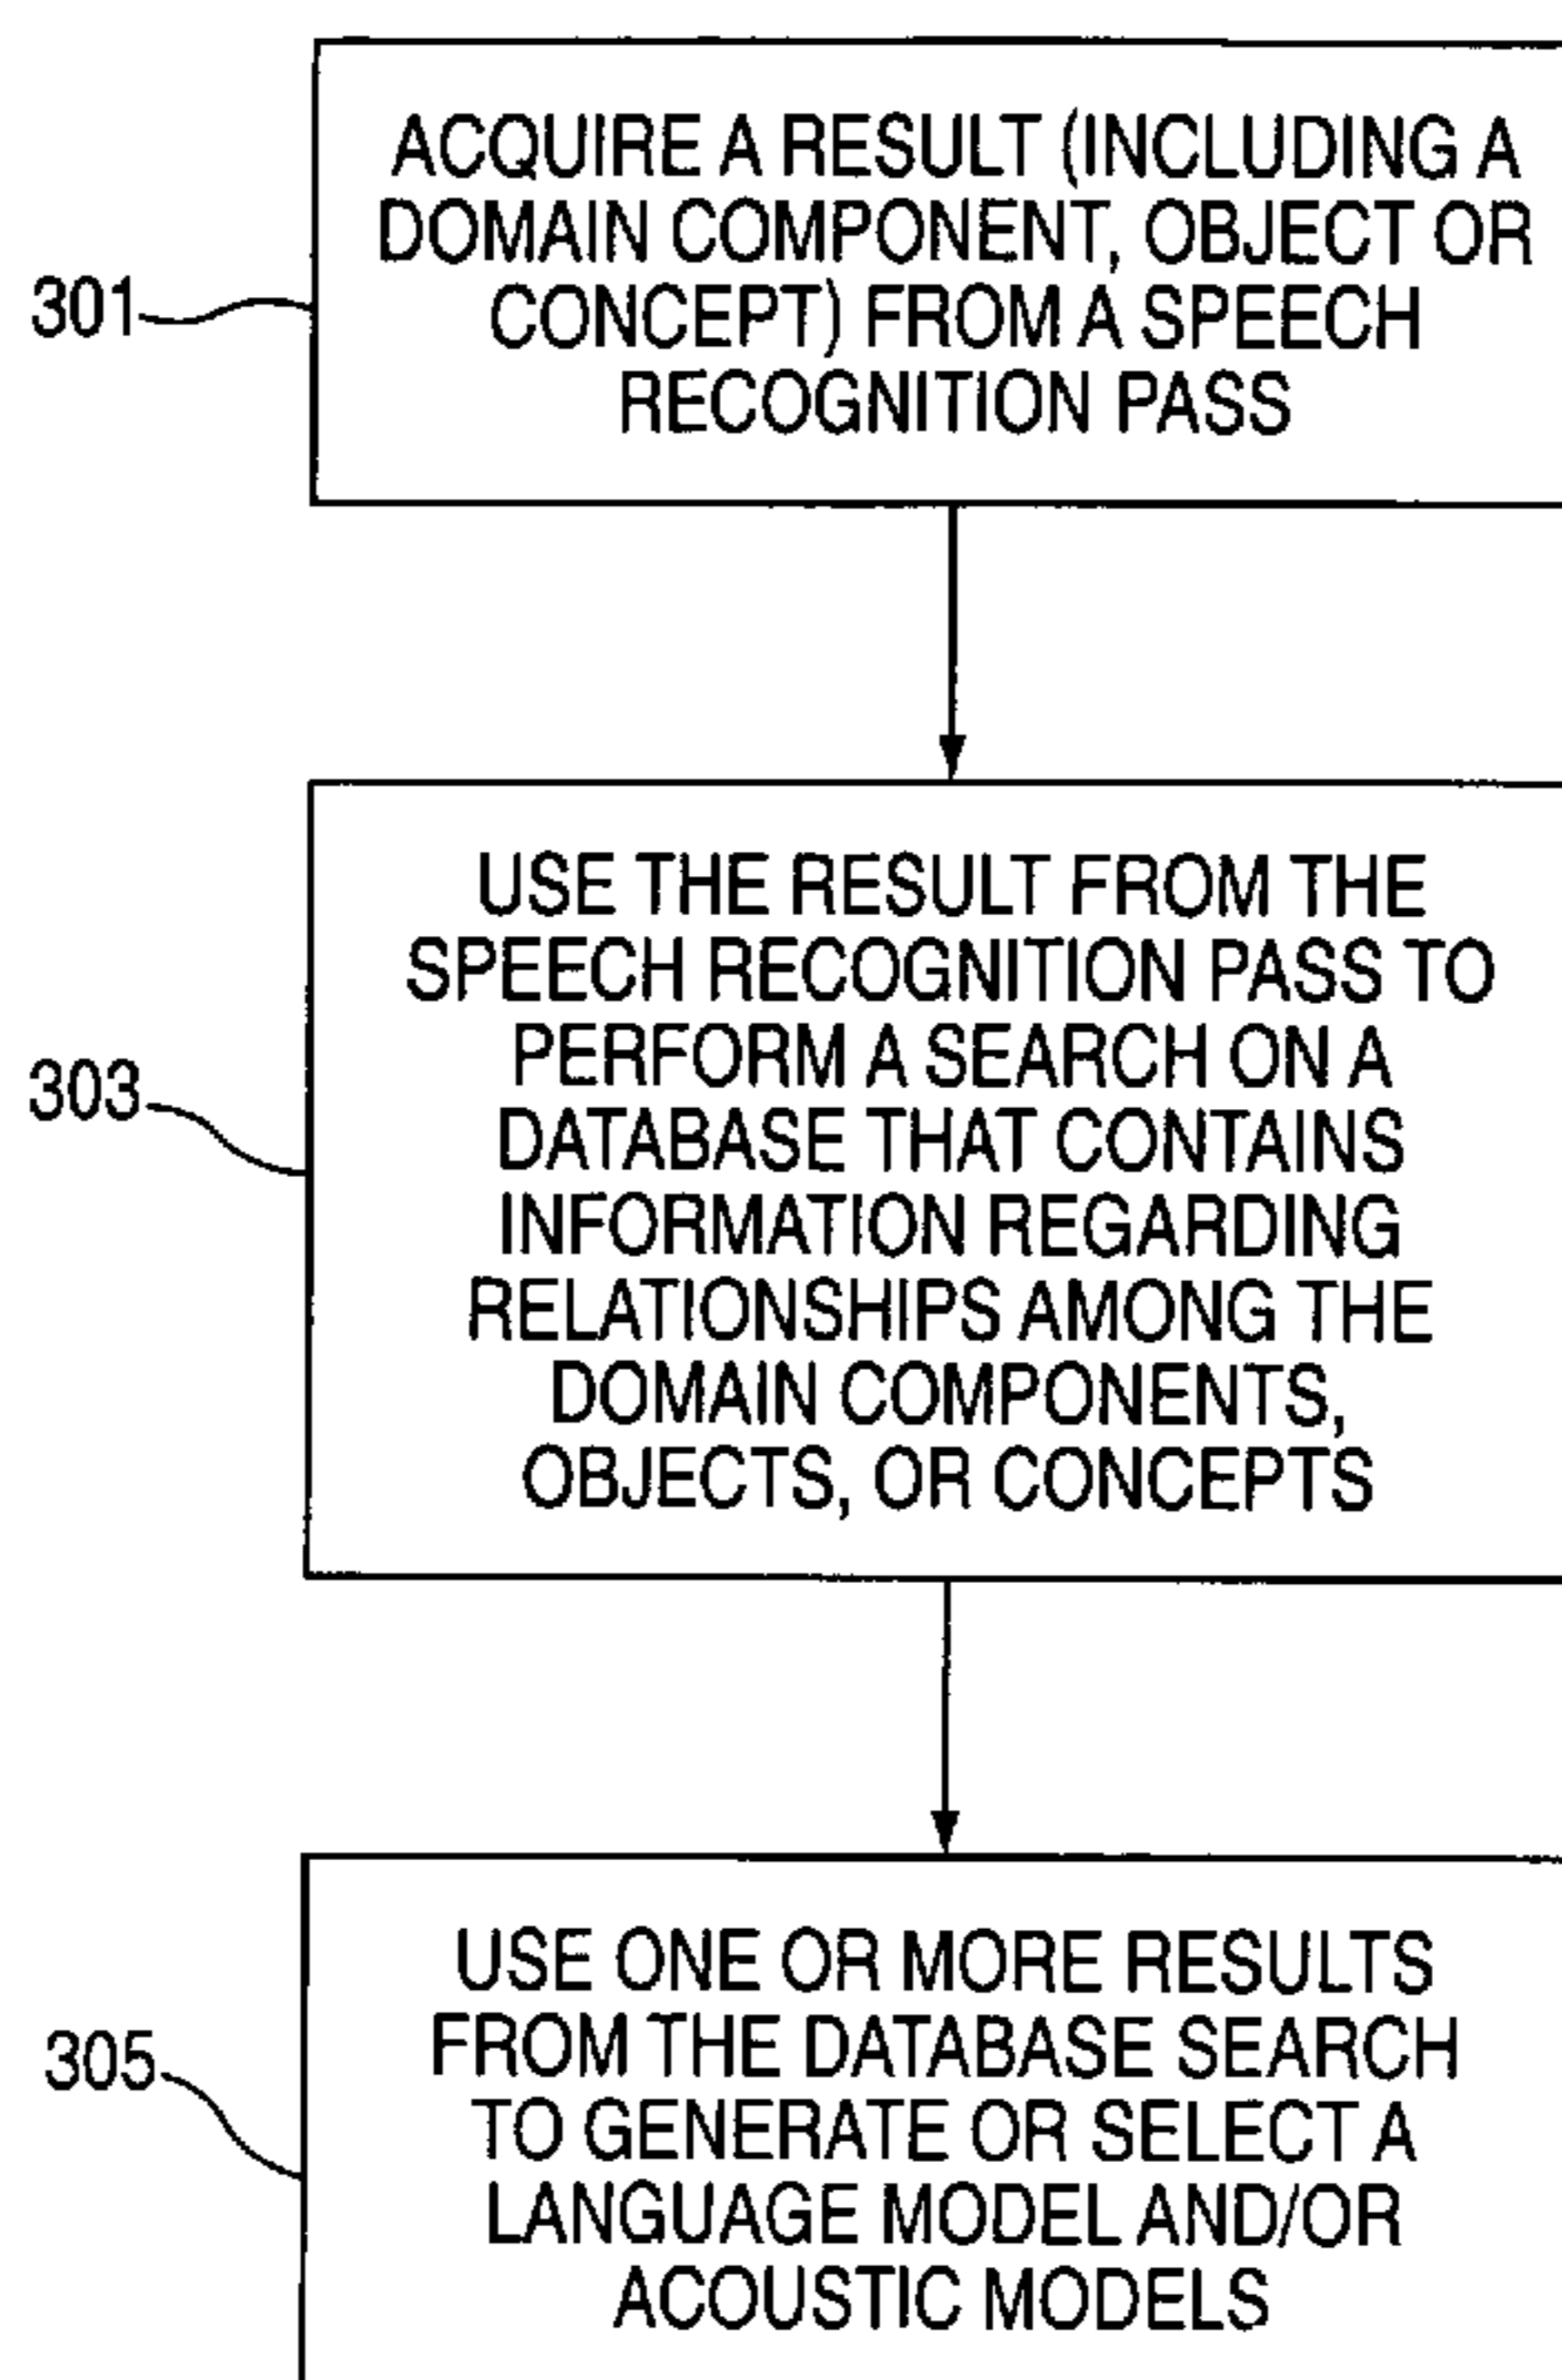 ACQUIRE A RESULT (INCLUDING A
DOMAIN COMPONENT, OBJECT OR
CONCEPT) FROM A SPEECH
RECOGNITION PASS
301
USE THE RESULT FROM THE
SPEECH RECOGNITION PASS TO
PERFORM A SEARCH ON A
DATABASE THAT CONTAINS
INFORMATION REGARDING
RELATIONSHIPS AMONG THE
DOMAIN COMPONENTS,
OBJECTS, OR CONCEPTS
303
USE ONE OR MORE RESULTS
FROM THE DATABASE SEARCH
TO GENERATE OR SELECT A
LANGUAGE MODEL AND/OR
ACOUSTIC MODELS
305